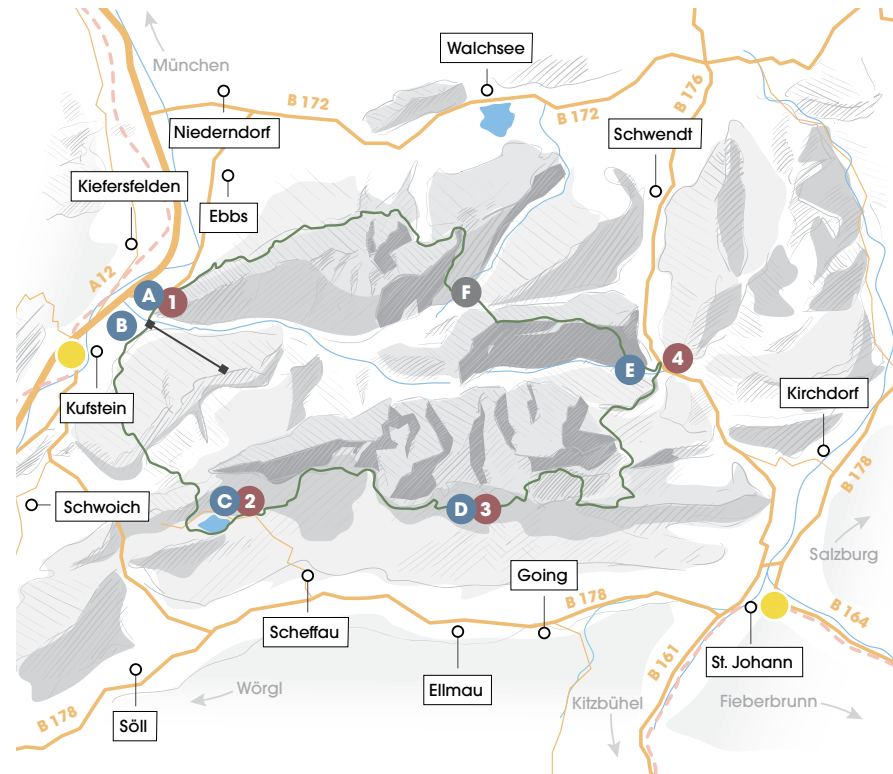 Walchsee
München
B 172
B 176
Niederndorf
B 172
Schwendt
Kiefersfelden
Ebbs
A12
A
1
F
B
4
E
Kufstein
Kirchdorf
B 178
C
2
D
3
Schwoich
Salzburg
Going
B 178
Scheffau
B 164
St. Johann
B 161
Ellmau
Wörgl
Kitzbühel
Fieberbrunn
B 178
Söll